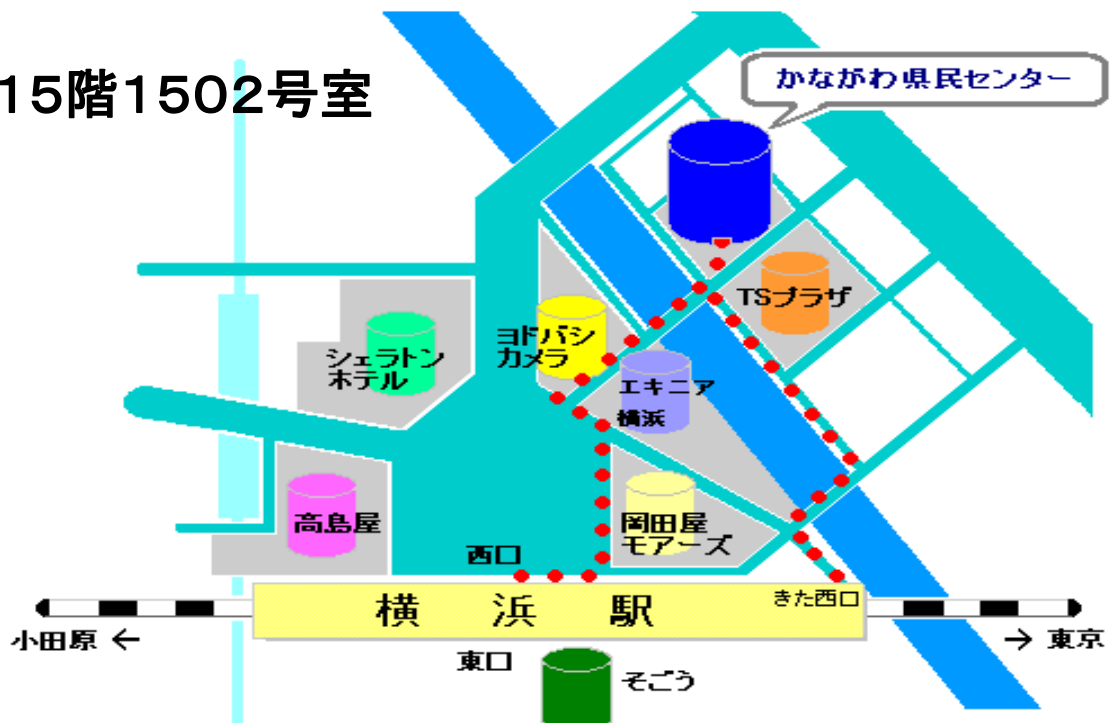 15階1502号室
かながわ県民センター
TSプラザ
ヨドバシ
カメラ
シェラトン
ホテル
エキニア
横浜
高島屋
岡田屋
モアーズ
西口
きた西口
横浜駅
小田原 ←
→ 東京
東口
そごう